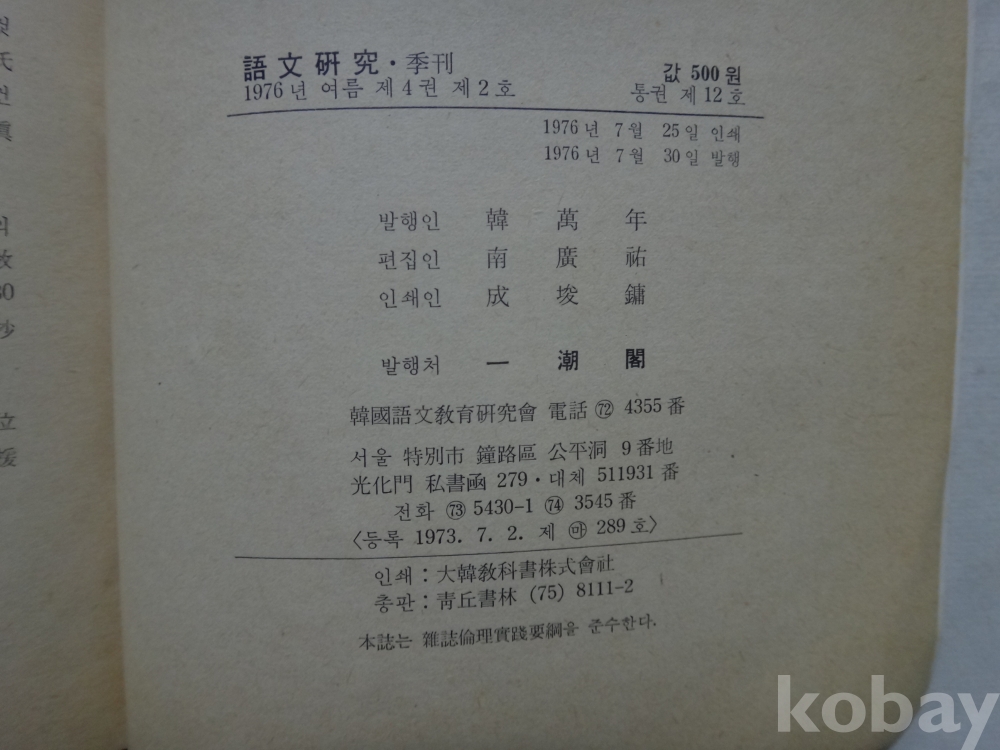 語文硏究·季刊 값 500원
1976년 여름 제4권 제2호 통권 제12호
1976년 7월 25일 인쇄
1976년 7월 30일 발행
발행인 韓萬年
편집인 南廣祐
인쇄인 成埈鏞
발행처 一潮閣
韓國語文敎育硏究會 電話 ㉒ 4355番
서울 特別市 鐘路區 公平洞 9番地
光化門 私書函 279·대체 511931番
전화 73 5430-1 74 3545番
〈등록 1973. 7. 2. 제 ㉲ 289호〉
인쇄:大韓敎科書株式會社
총판:靑丘書林 (75) 8111-2
本誌는 雜誌倫理實踐要綱을 준수한다.
kobay